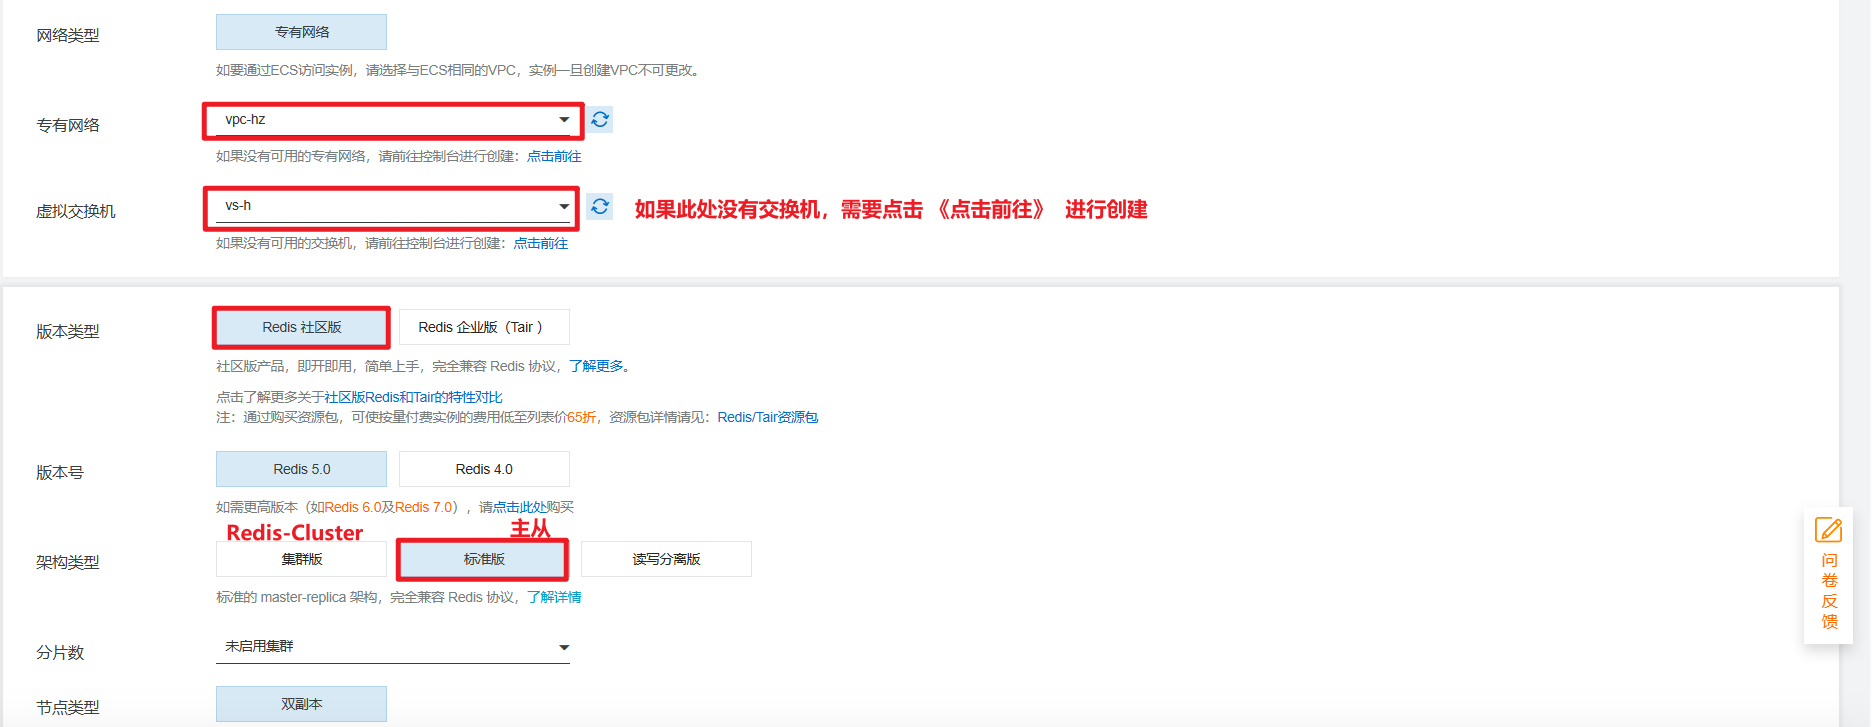 网络类型
专有网络
如要通过ECS访问实例，请选择与ECS相同的VPC，实例一旦创建VPC不可更改。
专有网络
vpc-hz
如果没有可用的专有网络，请前往控制台进行创建：点击前往
虚拟交换机
vs-h
如果此处没有交换机，需要点击 《点击前往》 进行创建
如果没有可用的交换机，请前往控制台进行创建：点击前往
版本类型
Redis 社区版
Redis 企业版（Tair ）
社区版产品，即开即用，简单上手，完全兼容 Redis 协议，了解更多。
点击了解更多关于社区版Redis和Tair的特性对比
注：通过购买资源包，可使按量付费实例的费用低至列表价65折，资源包详情请见：Redis/Tair资源包
版本号
Redis 5.0
Redis 4.0
如需更高版本（如Redis 6.0及Redis 7.0），请点击此处购买
Redis-Cluster
主从
架构类型
集群版
标准版
读写分离版
标准的 master-replica 架构，完全兼容 Redis 协议，了解详情
分片数
未启用集群
节点类型
双副本
问
卷
反
馈